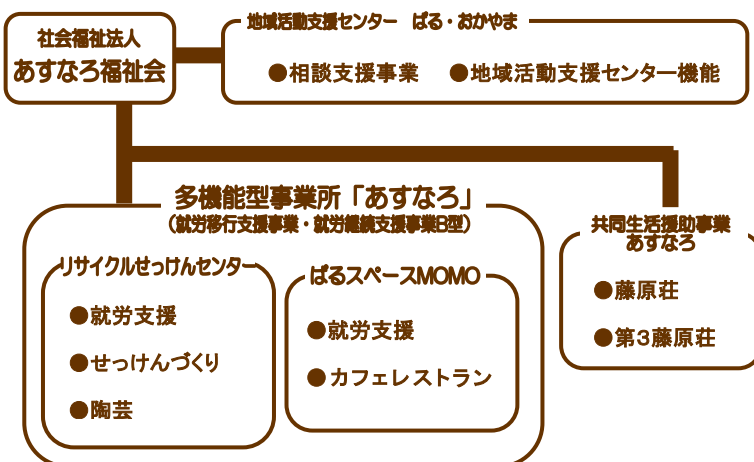 社会福祉法人
あすなろ福祉会
地域活動支援センター ぱる・おかやま
●相談支援事業 ●地域活動支援センター機能
多機能型事業所「あすなろ」
（就労移行支援事業・就労継続支援事業B型）
リサイクルせっけんセンター
●就労支援
●せっけんづくり
●陶芸
ぱるスペースMOMO
●就労支援
●カフェレストラン
共同生活援助事業
あすなろ
●藤原荘
●第3藤原荘